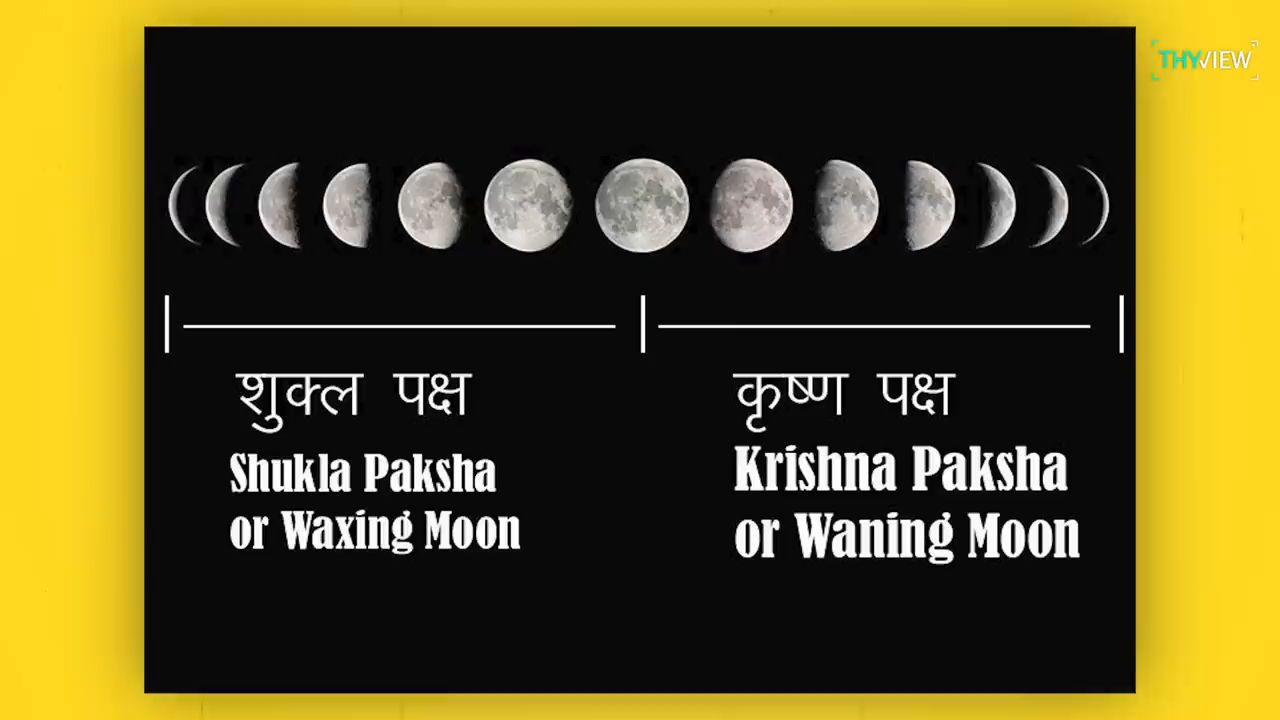 THYVIEW
शुक्ल पक्ष
Shukla Paksha
or Waxing Moon
कृष्ण पक्ष
Krishna Paksha
or Waning Moon